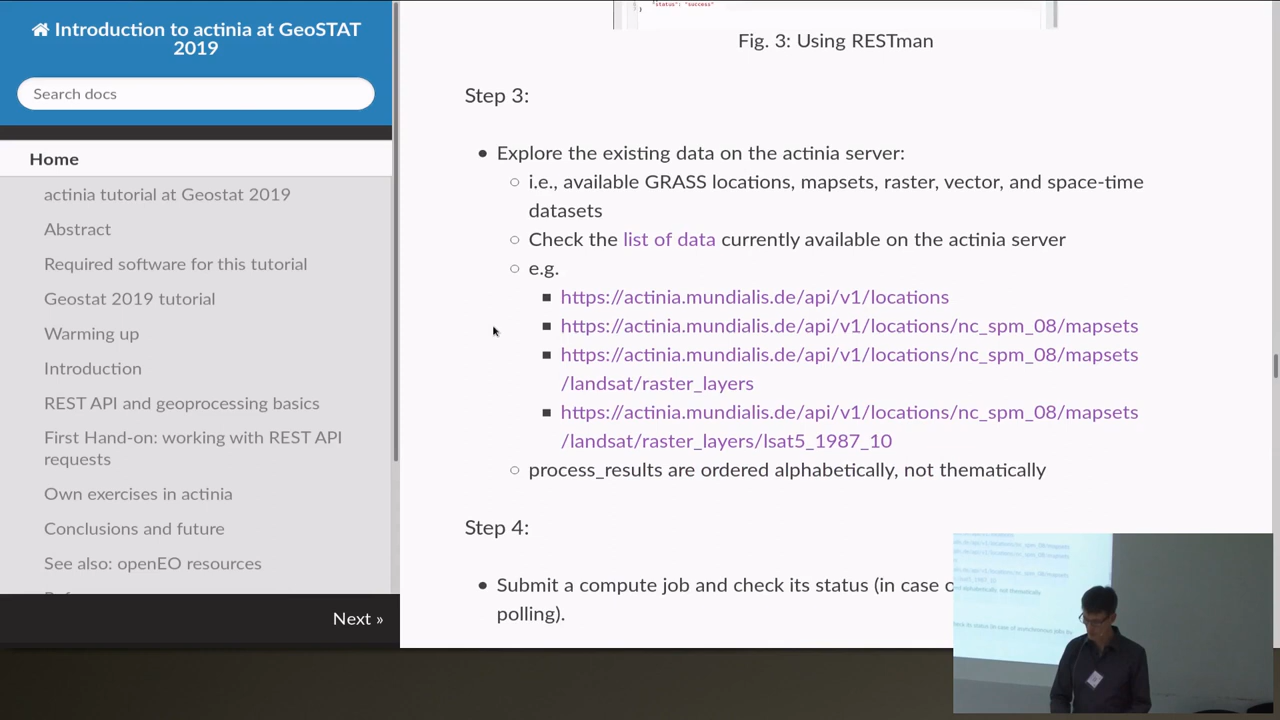 Introduction to actinia at GeoSTAT
2019
Search docs
Home
actinia tutorial at Geostat 2019
Abstract
Required software for this tutorial
Geostat 2019 tutorial
Warming up
Introduction
REST API and geoprocessing basics
First Hand-on: working with REST API
requests
Own exercises in actinia
Conclusions and future
See also: openEO resources
Next »
"status": "success"
}
Fig. 3: Using RESTman
Step 3:
• Explore the existing data on the actinia server:
○ i.e., available GRASS locations, mapsets, raster, vector, and space-time
datasets
○ Check the list of data currently available on the actinia server
○ e.g.
■ https://actinia.mundialis.de/api/v1/locations
■ https://actinia.mundialis.de/api/v1/locations/nc_spm_08/mapsets
■ https://actinia.mundialis.de/api/v1/locations/nc_spm_08/mapsets
/landsat/raster_layers
■ https://actinia.mundialis.de/api/v1/locations/nc_spm_08/mapsets
/landsat/raster_layers/lsat5_1987_10
○ process_results are ordered alphabetically, not thematically
Step 4:
• Submit a compute job and check its status (in case
polling).